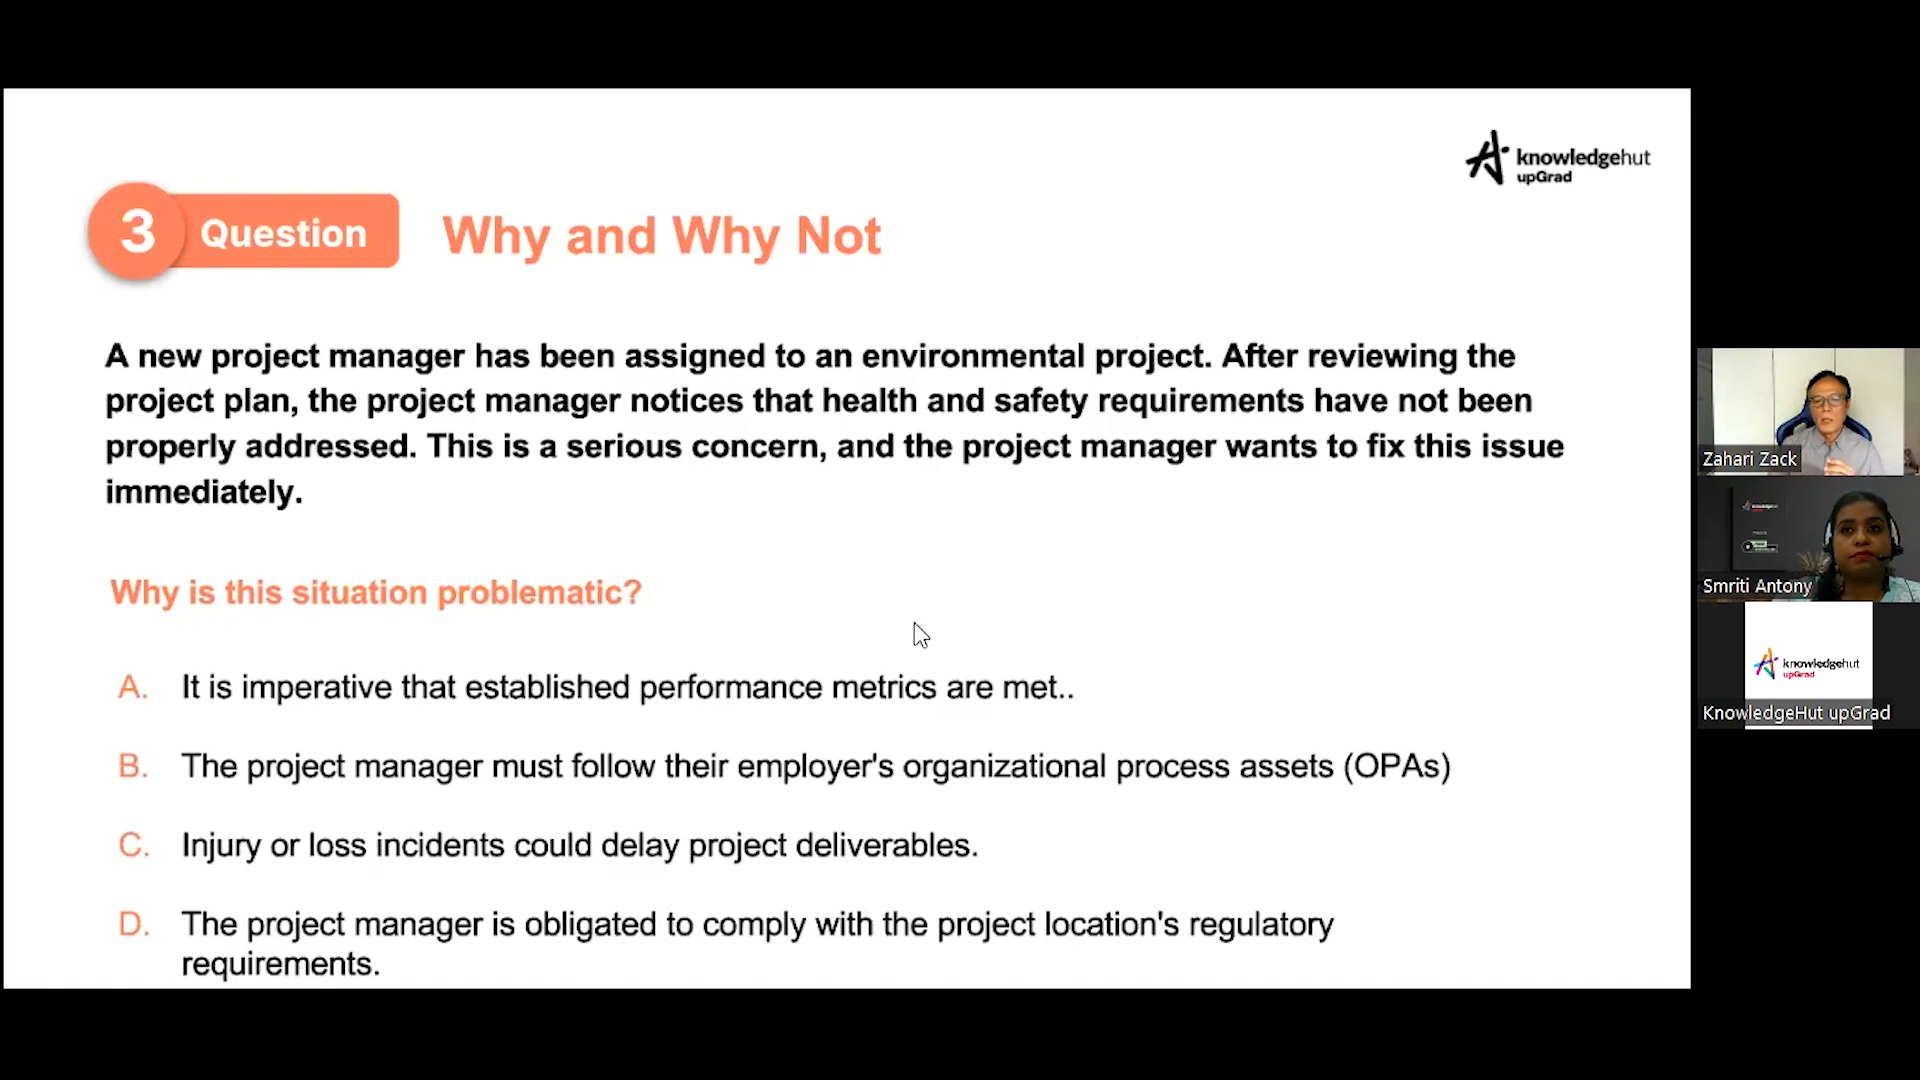 knowledgehut
upGrad
3 Question Why and Why Not
A new project manager has been assigned to an environmental project. After reviewing the
project plan, the project manager notices that health and safety requirements have not been
properly addressed. This is a serious concern, and the project manager wants to fix this issue
immediately.
Why is this situation problematic?
A. It is imperative that established performance metrics are met..
B. The project manager must follow their employer's organizational process assets (OPAs)
C. Injury or loss incidents could delay project deliverables.
D. The project manager is obligated to comply with the project location's regulatory
requirements.
Zahari Zack
Smriti Antony
knowledgehut
upGrad
KnowledgeHut upGrad